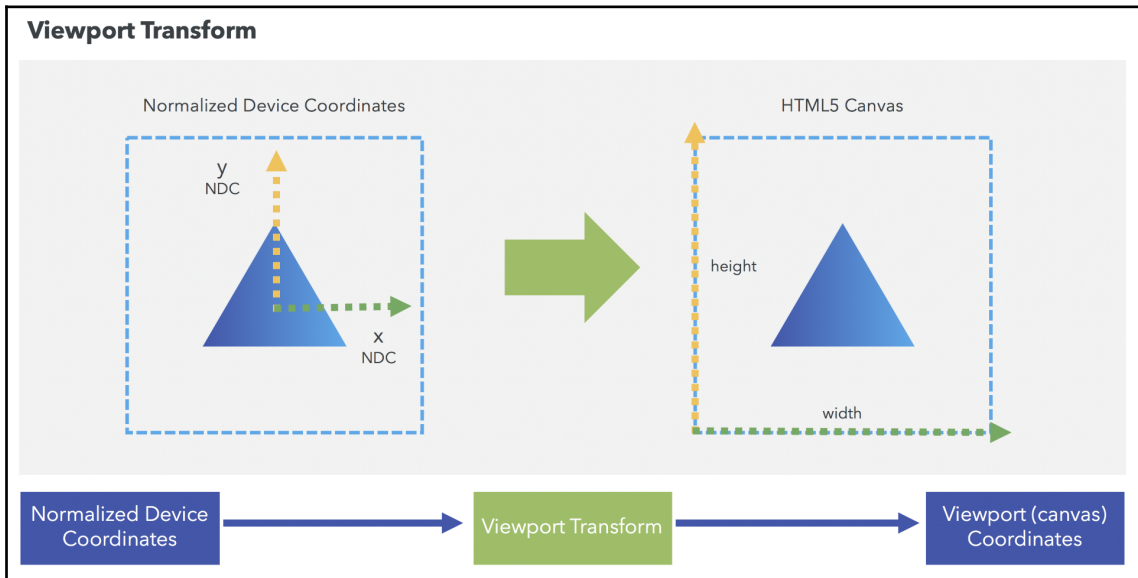 Viewport Transform
Normalized Device Coordinates
HTML5 Canvas
y
NDC
x
NDC
height
width
Normalized Device
Coordinates
Viewport Transform
Viewport (canvas)
Coordinates